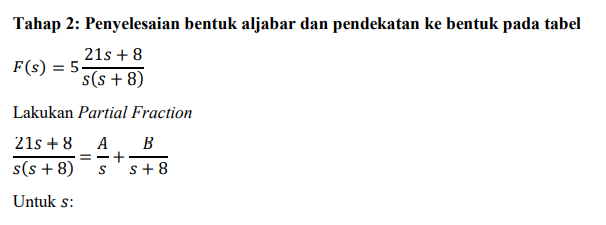 Tahap 2: Penyelesaian bentuk aljabar dan pendekatan ke bentuk pada tabel
F(s) = 5 (21s + 8)/(s(s + 8))
Lakukan Partial Fraction
(21s + 8)/(s(s + 8)) = A/s + B/(s + 8)
Untuk s: